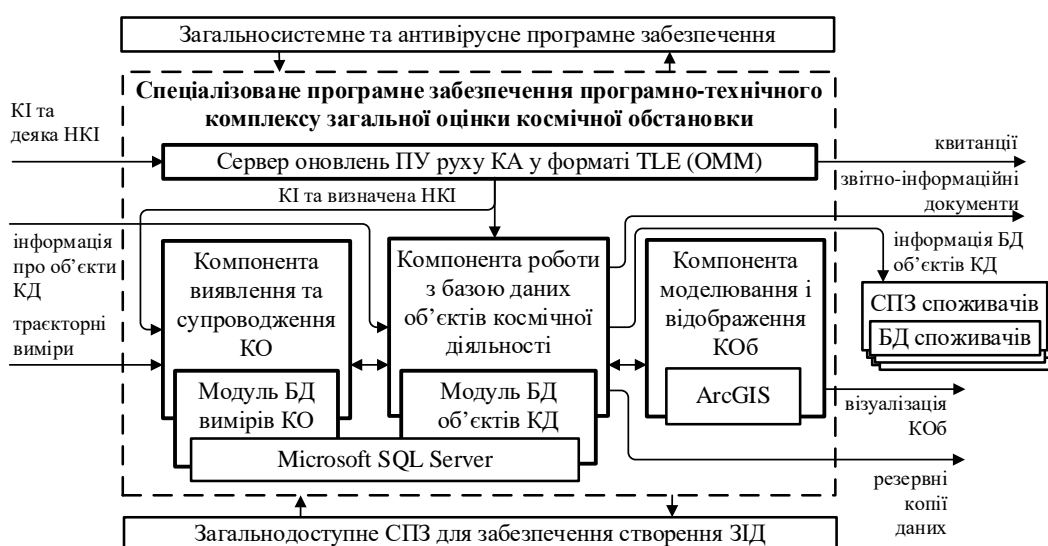 Загальносистемне та антивірусне програмне забезпечення
Спеціалізоване програмне забезпечення програмно-технічного
комплексу загальної оцінки космічної обстановки
КІ та
деяка НКІ
Сервер оновлень ПУ руху КА у форматі TLE (OMM)
квитанції
КІ та визначена НКІ
звітно-інформаційні
документи
інформація
про об’єкти
КД
Компонента
виявлення та
супроводження
КО
Компонента роботи
з базою даних
об’єктів космічної
діяльності
Компонента
моделювання і
відображення
КОб
інформація БД
об’єктів КД
СПЗ споживачів
БД споживачів
траєкторні
виміри
Модуль БД
вимірів КО
Модуль БД
об’єктів КД
ArcGIS
візуалізація
КОб
Microsoft SQL Server
резервні
копії
даних
Загальнодоступне СПЗ для забезпечення створення ЗІД